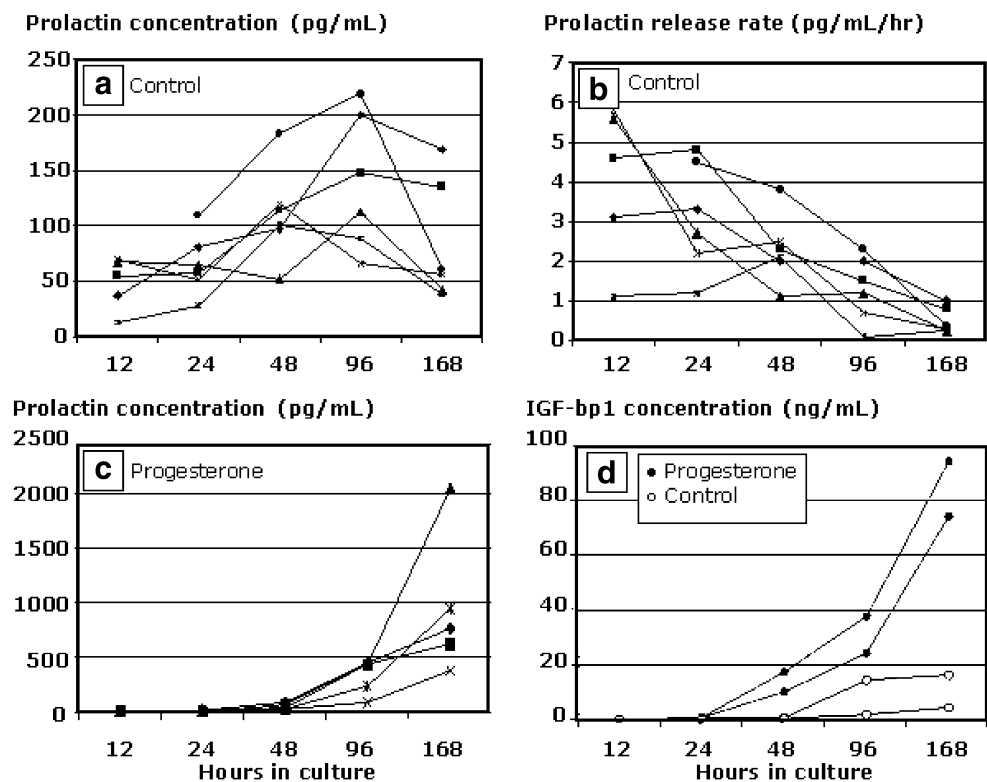 Prolactin concentration (pg/mL)
250
200
150
100
50
0
a Control
12 24 48 96 168
Prolactin release rate (pg/mL/hr)
7
6
5
4
3
2
1
0
b Control
12 24 48 96 168
Prolactin concentration (pg/mL)
2500
2000
1500
1000
500
0
c Progesterone
12 24 48 96 168
Hours in culture
IGF-bp1 concentration (ng/mL)
100
80
60
40
20
0
d
Progesterone
Control
12 24 48 96 168
Hours in culture